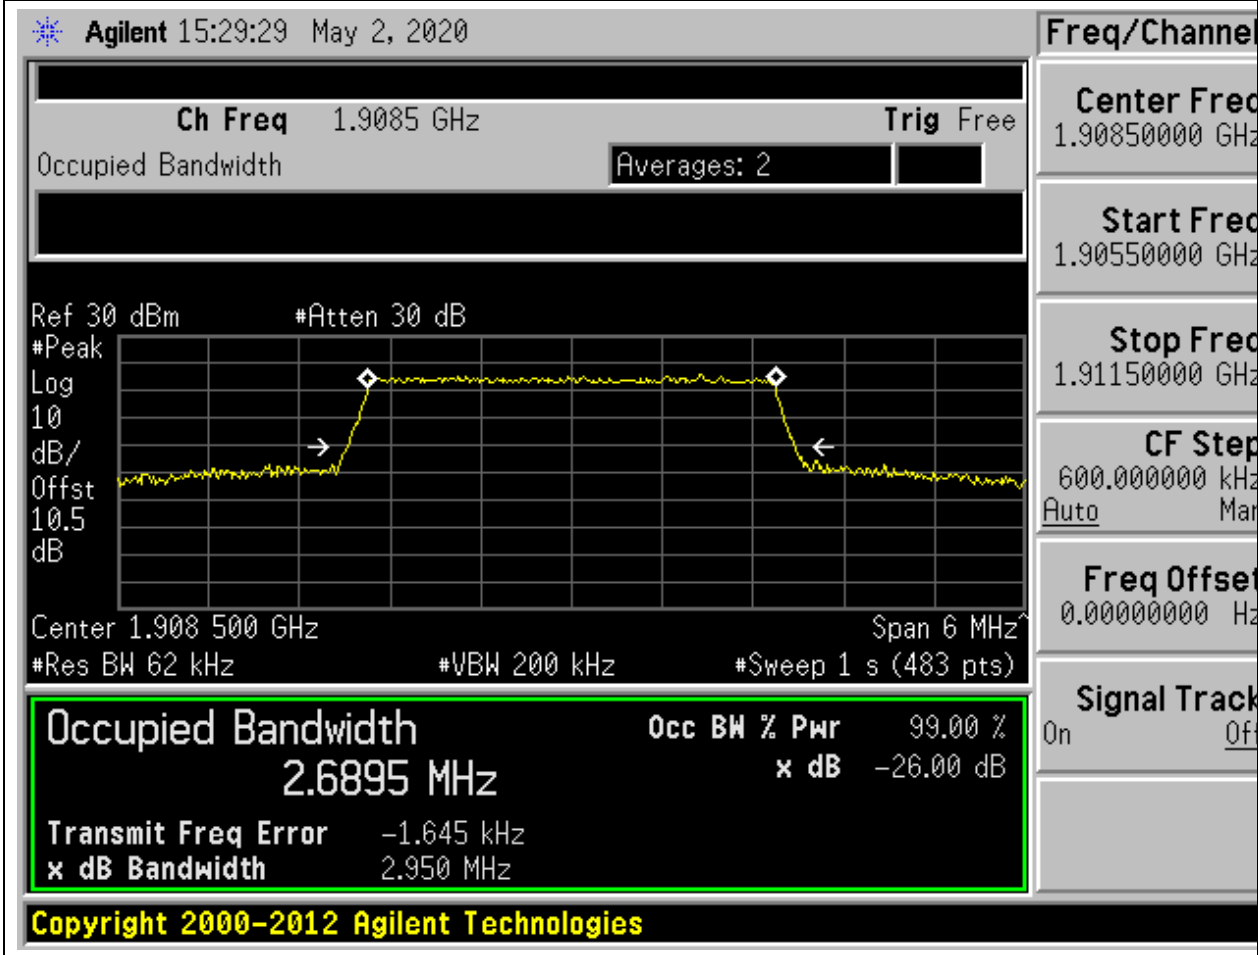 Agilent 15:29:29 May 2, 2020
Freq/Channel
Ch Freq 1.9085 GHz Trig Free
Occupied Bandwidth Averages: 2
Center Freq
1.90850000 GHz
Start Freq
1.90550000 GHz
Stop Freq
1.91150000 GHz
CF Step
600.000000 kHz
Auto Man
Freq Offset
0.00000000 Hz
Signal Track
On Off
Ref 30 dBm #Atten 30 dB
#Peak
Log
10
dB/
Offst
10.5
dB
Center 1.908 500 GHz Span 6 MHz^
#Res BW 62 kHz #VBW 200 kHz #Sweep 1 s (483 pts)
Occupied Bandwidth
2.6895 MHz
Occ BW % Pwr 99.00 %
x dB -26.00 dB
Transmit Freq Error -1.645 kHz
x dB Bandwidth 2.950 MHz
Copyright 2000-2012 Agilent Technologies